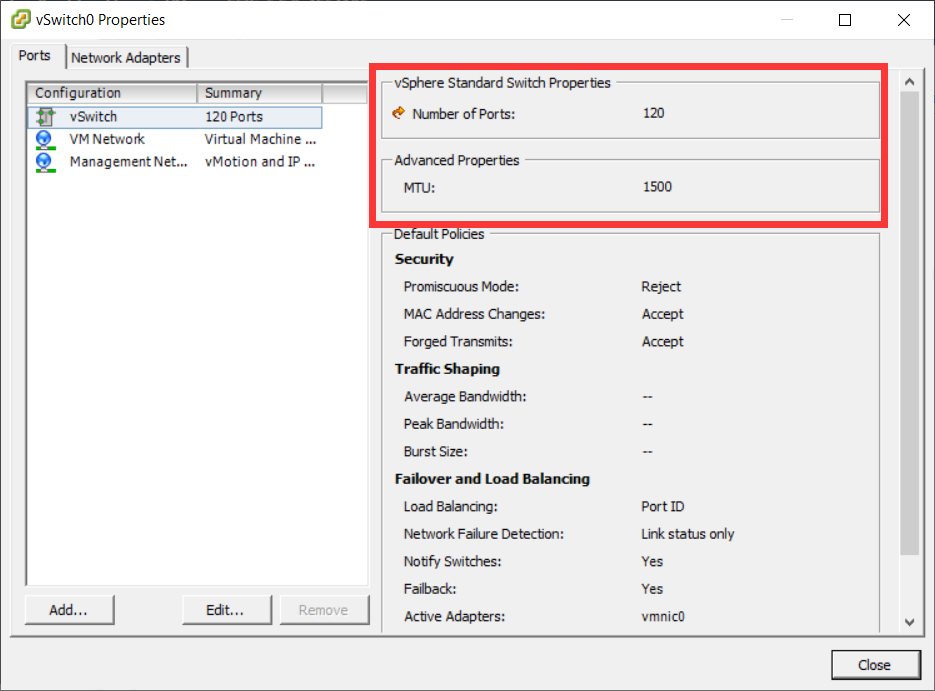 vSwitch0 Properties
Ports
Network Adapters
Configuration Summary
vSwitch 120 Ports
VM Network Virtual Machine ...
Management Net... vMotion and IP ...
Add... Edit... Remove
vSphere Standard Switch Properties
Number of Ports: 120
Advanced Properties
MTU: 1500
Default Policies
Security
Promiscuous Mode: Reject
MAC Address Changes: Accept
Forged Transmits: Accept
Traffic Shaping
Average Bandwidth: --
Peak Bandwidth: --
Burst Size: --
Failover and Load Balancing
Load Balancing: Port ID
Network Failure Detection: Link status only
Notify Switches: Yes
Failback: Yes
Active Adapters: vmnic0
Close